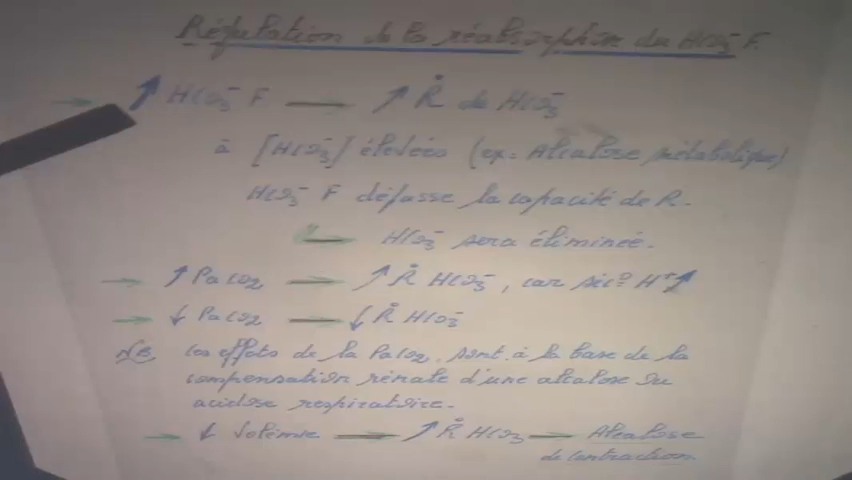 Régulation de la réabsorption du HCO3- F.
→ ↑ HCO3- F → ↑ R° de HCO3-
à [HCO3-] élevées (ex: Alcalose métabolique)
HCO3- F dépasse la capacité de R.
→ HCO3- sera éliminée.
→ ↑ PaCO2 → ↑ R° HCO3-, car séc° H+ ↑
→ ↓ PaCO2 → ↓ R° HCO3-
NB les effets de la PaCO2, sont à la base de la
compensation rénale d'une alcalose ou
acidose respiratoire.
→ ↓ Volémie → ↑ R° HCO3 → Alcalose
de contraction.